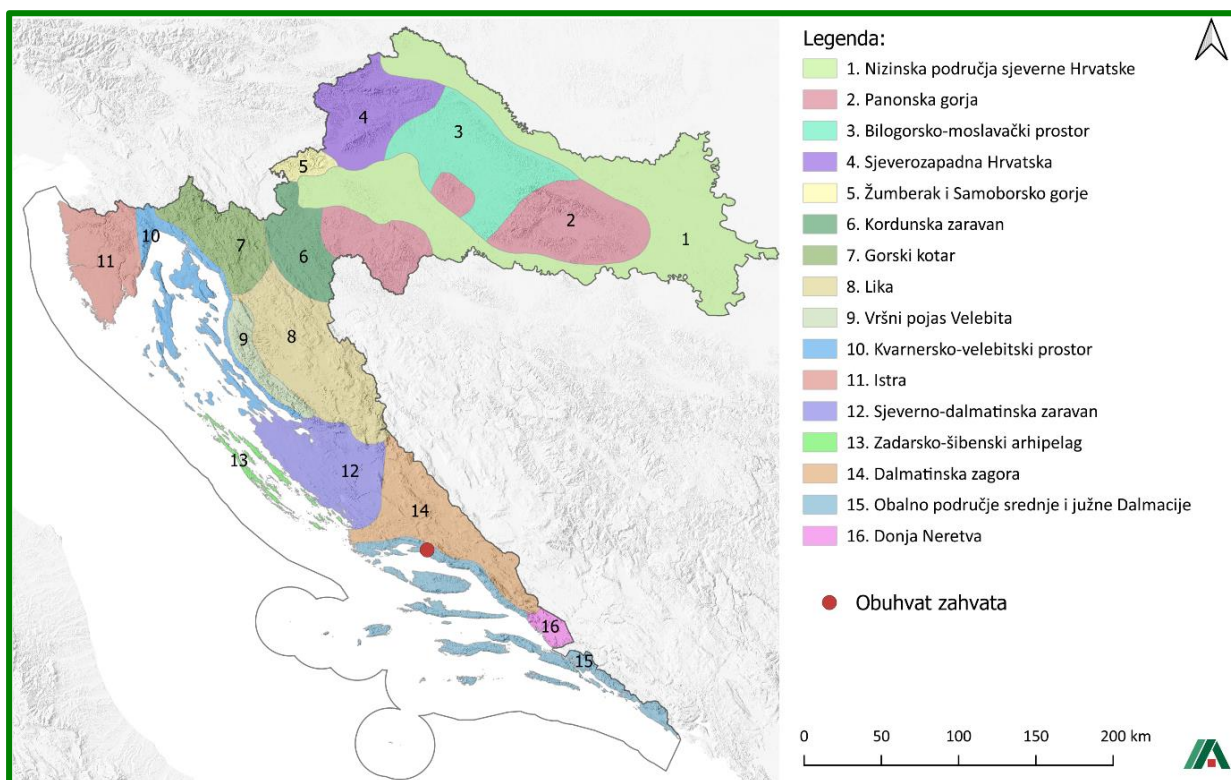 Legenda:
1. Nizinska područja sjeverne Hrvatske
2. Panonska gorja
3. Bilogorsko-moslavački prostor
4. Sjeverozapadna Hrvatska
5. Žumberak i Samoborsko gorje
6. Kordunska zaravan
7. Gorski kotar
8. Lika
9. Vršni pojas Velebita
10. Kvarnersko-velebitski prostor
11. Istra
12. Sjeverno-dalmatinska zaravan
13. Zadarsko-šibenski arhipelag
14. Dalmatinska zagora
15. Obalno područje srednje i južne Dalmacije
16. Donja Neretva
Obuhvat zahvata
0 50 100 150 200 km
4
3
5
2
1
10
7
6
11
9
8
13
12
14
16
15